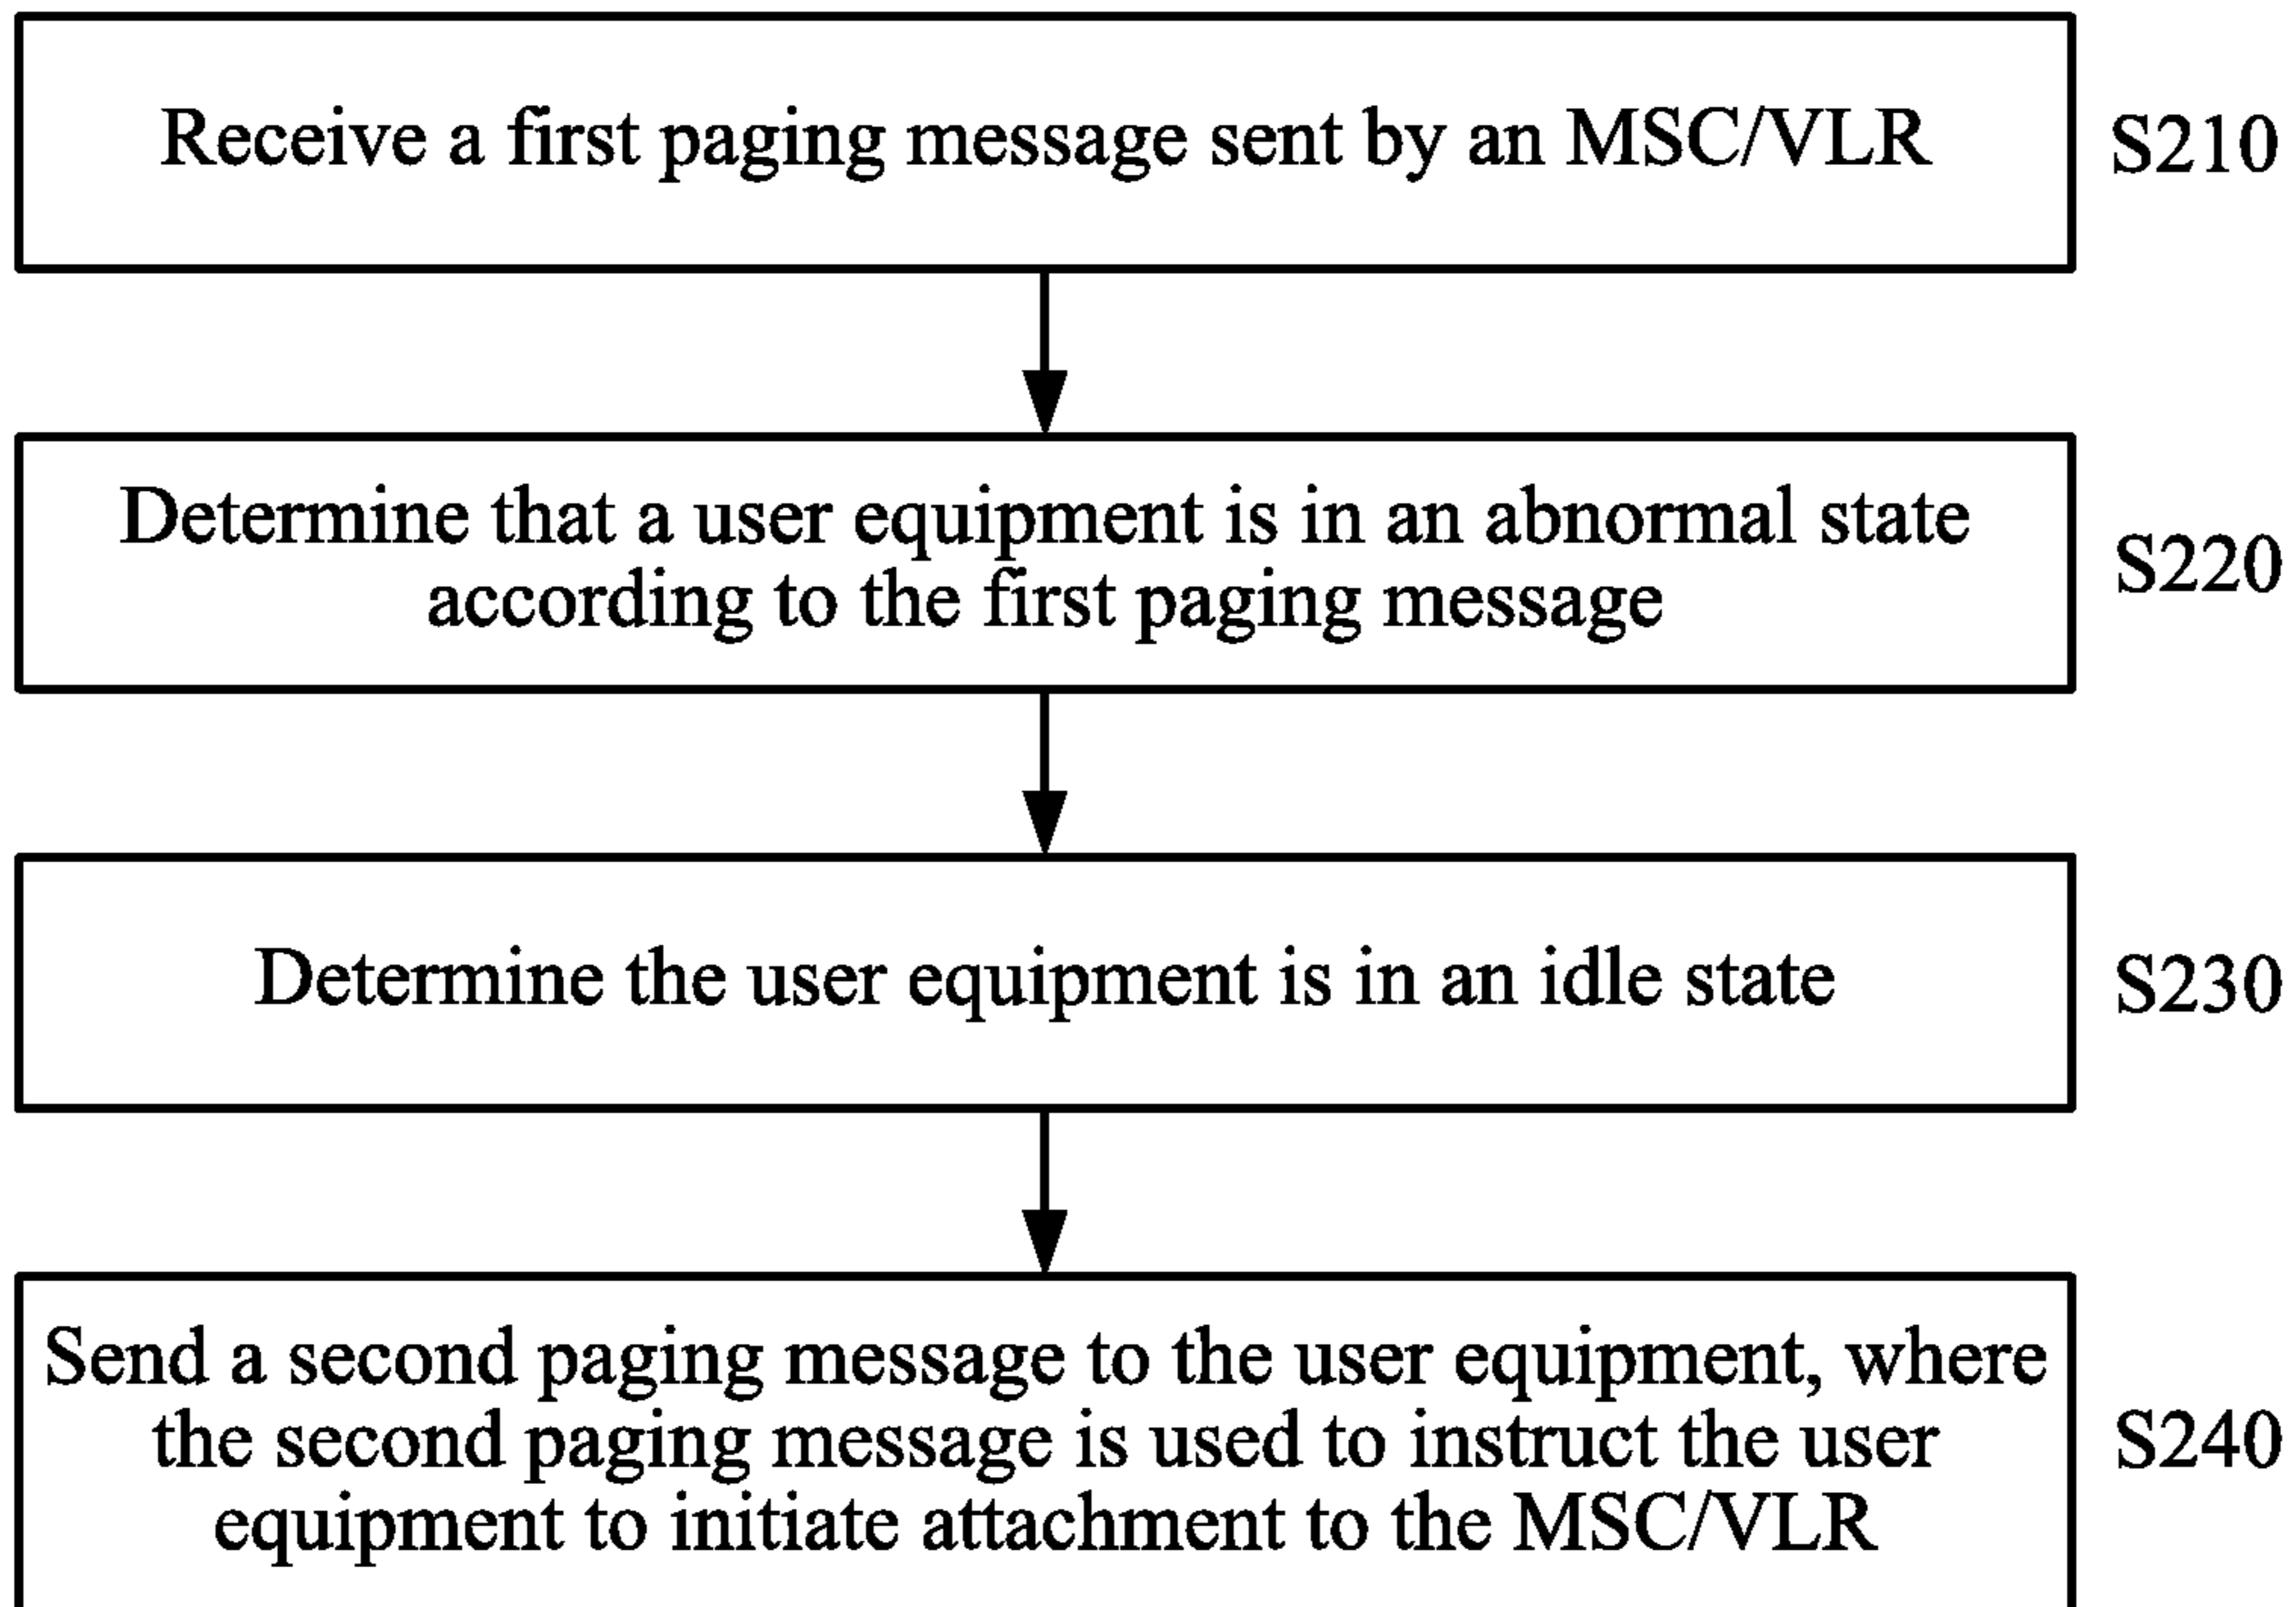 Receive a first paging message sent by an MSC/VLR
S210
Determine that a user equipment is in an abnormal state
according to the first paging message
S220
Determine the user equipment is in an idle state
S230
Send a second paging message to the user equipment, where
the second paging message is used to instruct the user
equipment to initiate attachment to the MSC/VLR
S240